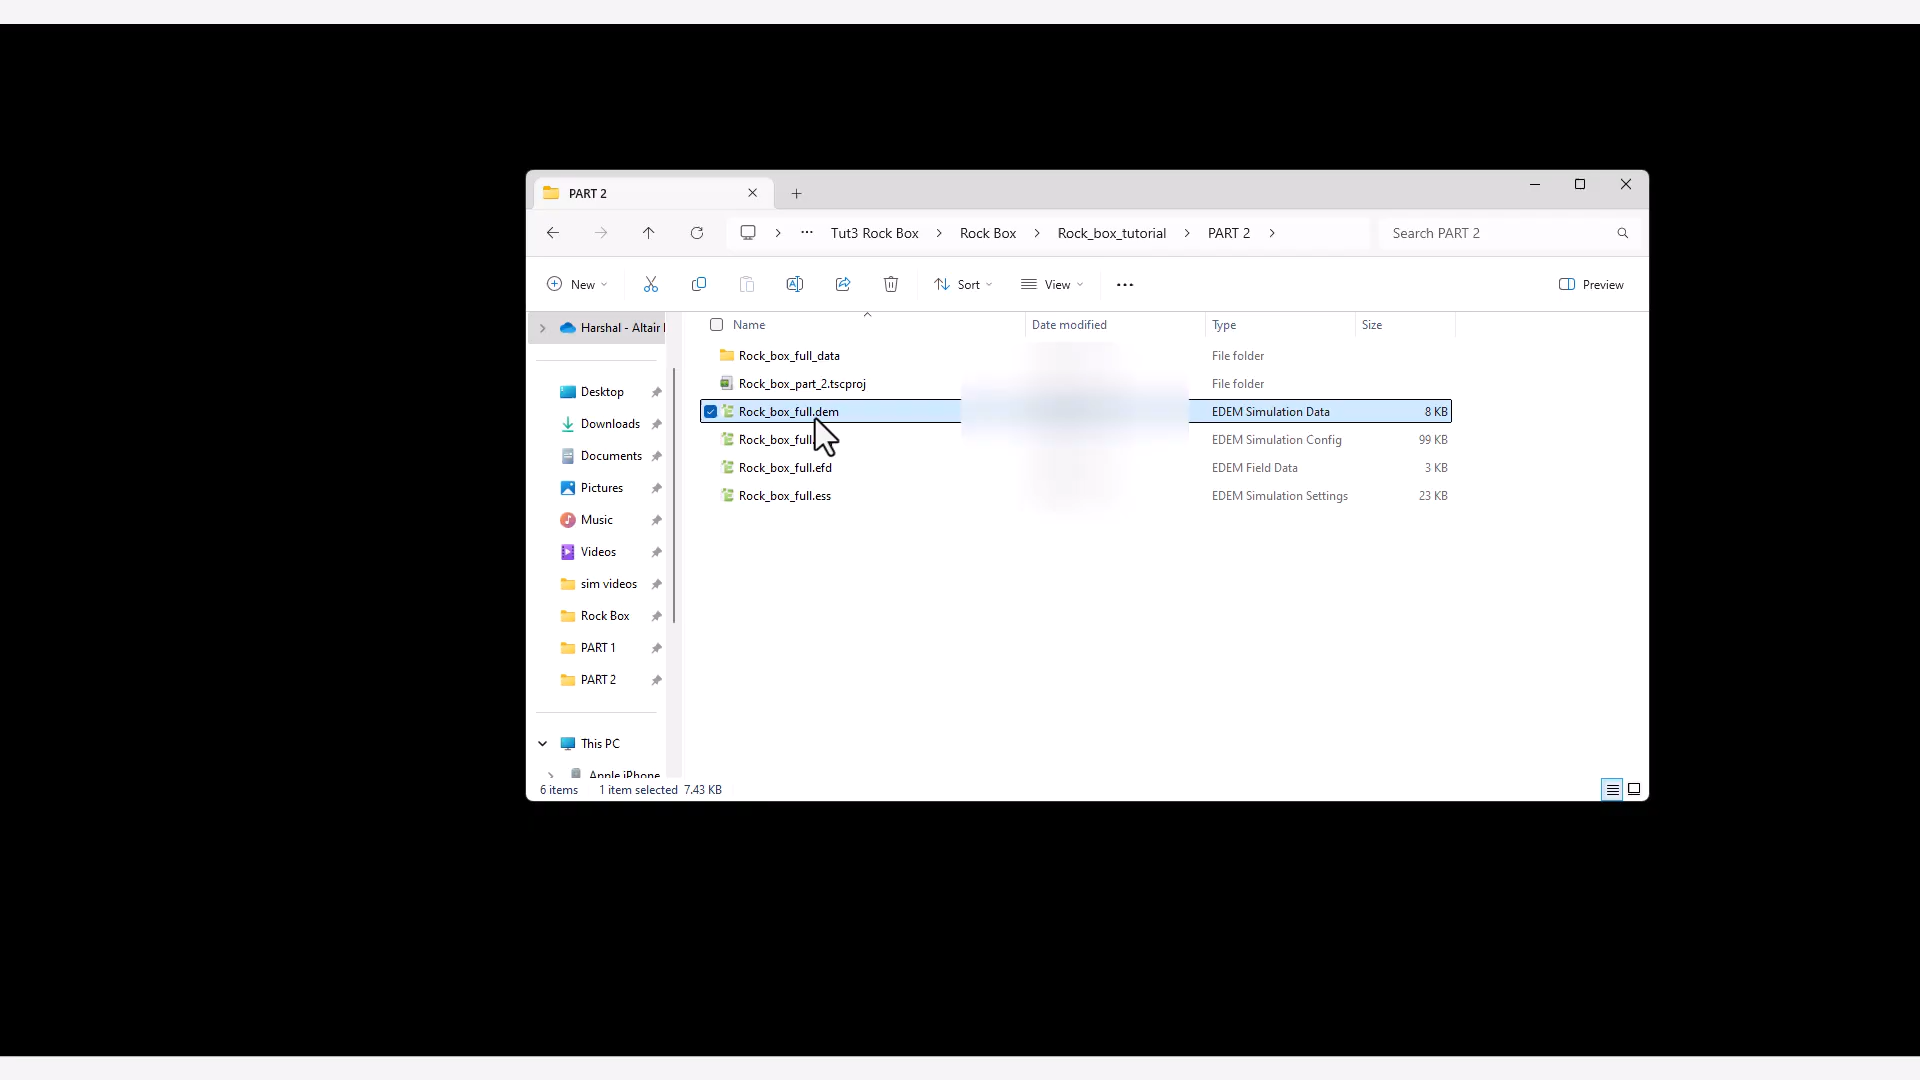 PART 2
Tut3 Rock Box
Rock Box
Rock_box_tutorial
PART 2
Search PART 2
New
Sort
View
Preview
Harshal - Altair
Name
Date modified
Type
Size
Rock_box_full_data
File folder
Rock_box_part_2.tscproj
File folder
Rock_box_full.dem
EDEM Simulation Data
8 KB
Rock_box_full.
EDEM Simulation Config
99 KB
Rock_box_full.efd
EDEM Field Data
3 KB
Rock_box_full.ess
EDEM Simulation Settings
23 KB
Desktop
Downloads
Documents
Pictures
Music
Videos
sim videos
Rock Box
PART 1
PART 2
This PC
Apple iPhone
6 items
1 item selected 7.43 KB